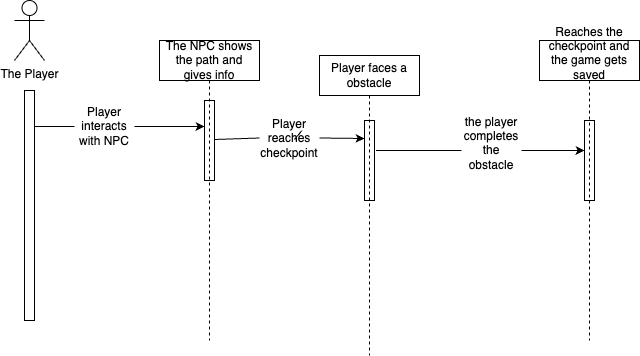 The Player
The NPC shows
the path and
gives info
Player faces a
obstacle
Reaches the
checkpoint and
the game gets
saved
Player
interacts
with NPC
Player
reaches
checkpoint
the player
completes
the
obstacle